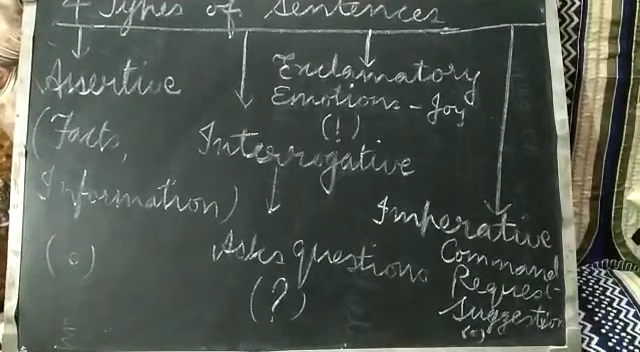 4 Types of Sentences
Assertive
(Facts,
Information)
(.)
Interrogative
Asks questions
(?)
Exclamatory
Emotions - Joy
(!)
Imperative
Command
Request
Suggestion
(.)